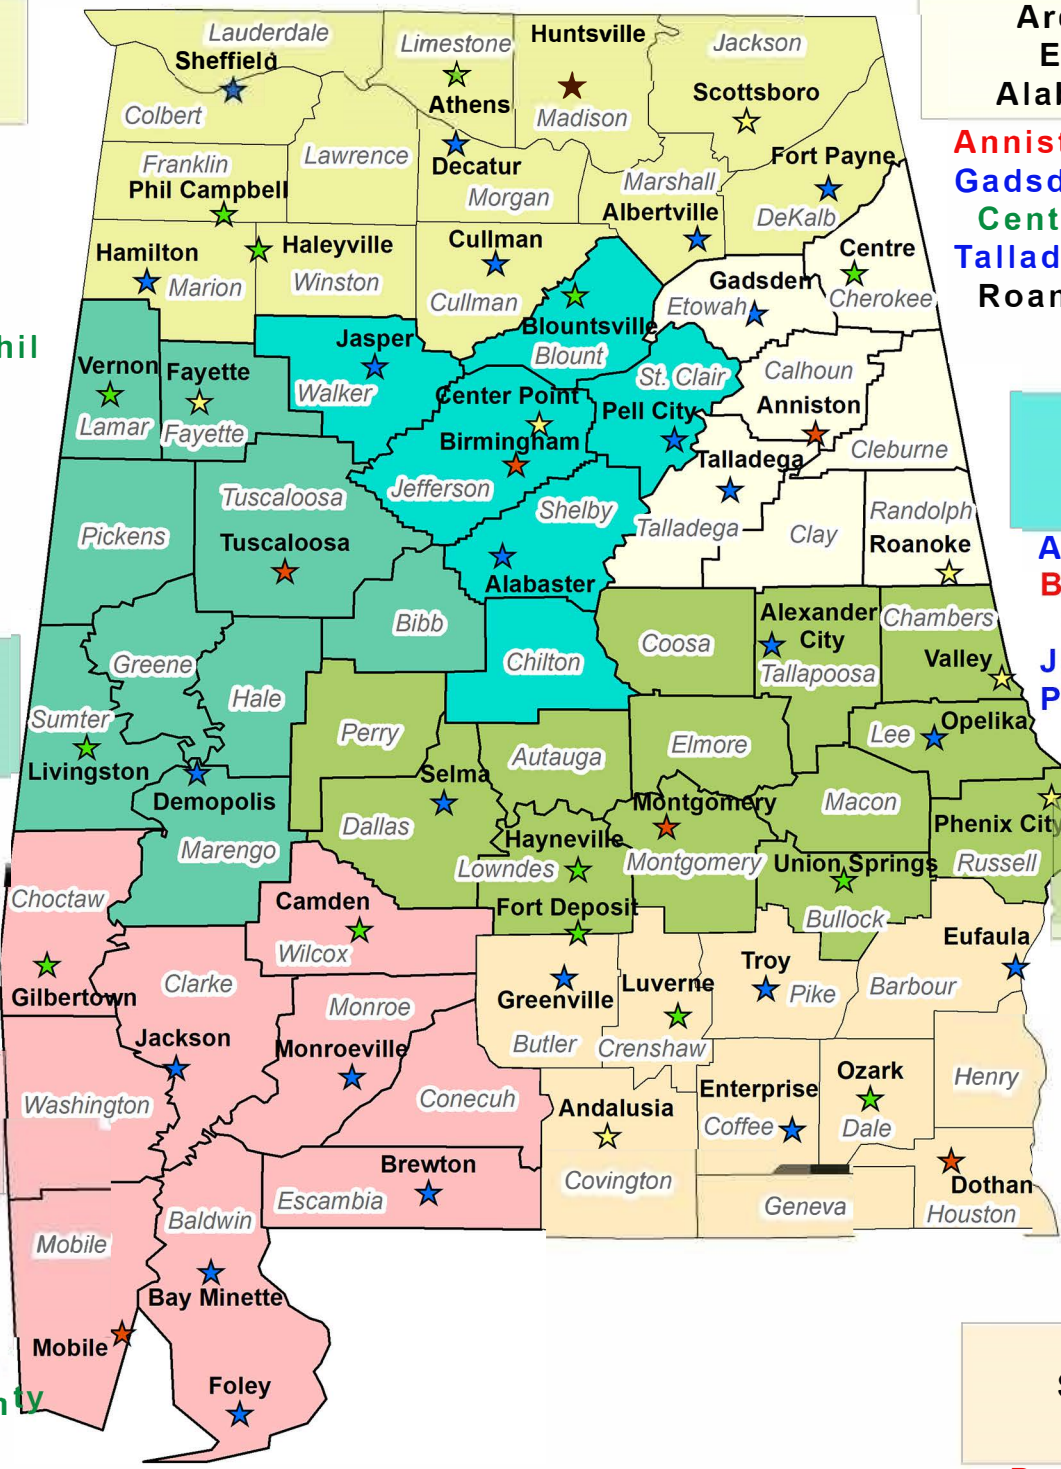 Lauderdale
Huntsville
Limestone
Jackson
Sheffield
Scottsboro
Athens
Colbert
Madison
Decatur
Lawrence
Fort Payne
Franklin
Marshall
Phil Campbell
Morgan
Albertville
DeKalb
Hamilton
Haleyville
Cullman
Centre
Marion
Winston
Cullman
Gadsden
Etowah
Cherokee
Blountsville
Jasper
Blount
Vernon
Fayette
St. Clair
Calhoun
Walker
Center Point
Pell City
Anniston
Lamar
Fayette
Birmingham
Talladega
Cleburne
Jefferson
Tuscaloosa
Shelby
Randolph
Pickens
Talladega
Clay
Tuscaloosa
Roanoke
Alabaster
Alexander
City
Chambers
Bibb
Coosa
Greene
Chilton
Valley
Tallapoosa
Hale
Sumter
Perry
Opelika
Lee
Autauga
Elmore
Livingston
Selma
Demopolis
Montgomery
Macon
Dallas
Phenix City
Hayneville
Marengo
Lowndes
Montgomery
Union Springs
Russell
Choctaw
Camden
Fort Deposit
Bullock
Wilcox
Eufaula
Troy
Clarke
Luverne
Barbour
Gilbertown
Greenville
Pike
Monroe
Jackson
Monroeville
Butler
Crenshaw
Ozark
Henry
Washington
Conecuh
Andalusia
Enterprise
Coffee
Dale
Brewton
Covington
Dothan
Escambia
Geneva
Houston
Baldwin
Mobile
Bay Minette
Mobile
Foley
Ar
E
Alab
Annist
Gadsd
Cent
Tallad
Roan
hil
A
B
J
P
ty